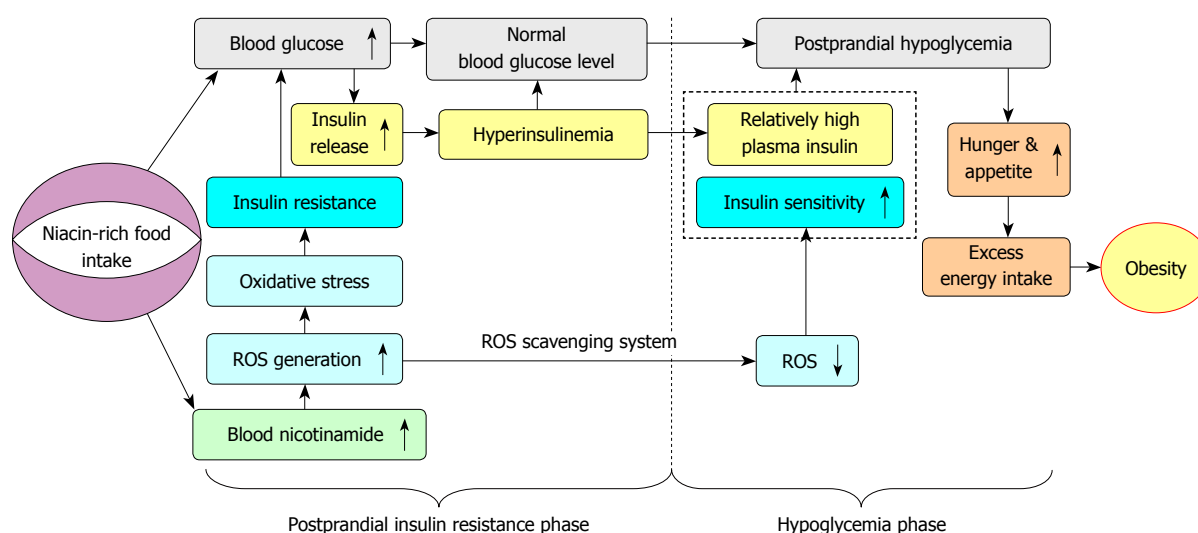 Blood glucose
Normal
blood glucose level
Postprandial hypoglycemia
Insulin
release
Hyperinsulinemia
Relatively high
plasma insulin
Hunger &
appetite
Insulin resistance
Insulin sensitivity
Niacin-rich food
intake
Oxidative stress
Excess
energy intake
Obesity
ROS generation
ROS scavenging system
ROS
Blood nicotinamide
Postprandial insulin resistance phase
Hypoglycemia phase